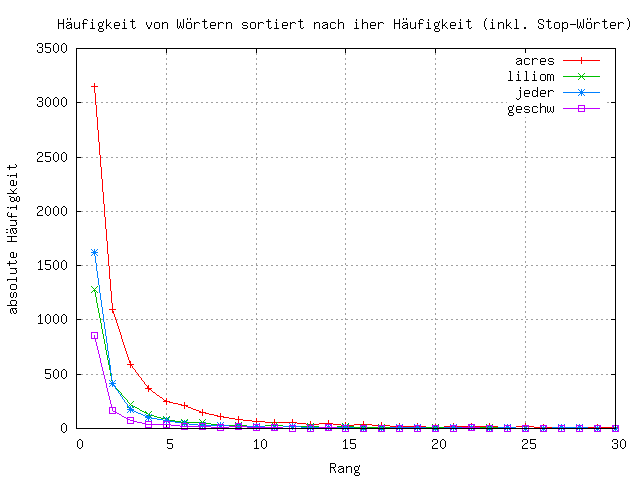 Häufigkeit von Wörtern sortiert nach iher Häufigkeit (inkl. Stop-Wörter)
acres
liliom
jeder
geschw
absolute Häufigkeit
3500
3000
2500
2000
1500
1000
500
0
0 5 10 15 20 25 30
Rang